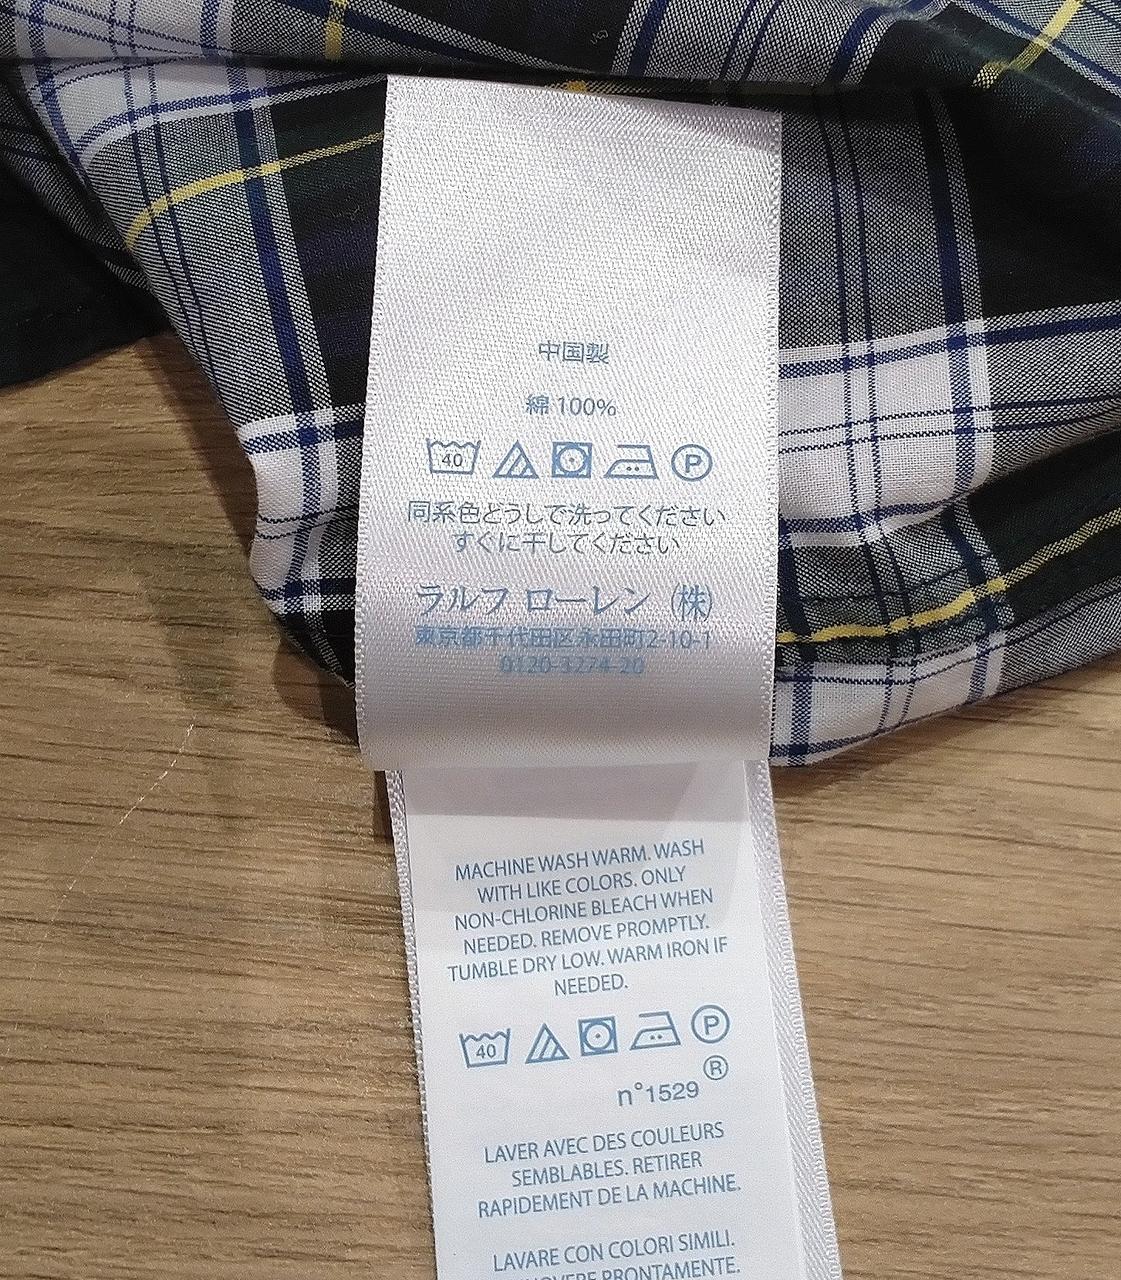 中国製
綿 100%
40
P
同系色どうしで洗ってください
すぐに干してください
ラルフ ローレン (株)
東京都千代田区永田町2-10-1
0120-3274-20
MACHINE WASH WARM. WASH
WITH LIKE COLORS. ONLY
NON-CHLORINE BLEACH WHEN
NEEDED. REMOVE PROMPTLY.
TUMBLE DRY LOW. WARM IRON IF
NEEDED.
40
P
®
n°1529
LAVER AVEC DES COULEURS
SEMBLABLES. RETIRER
RAPIDEMENT DE LA MACHINE.
LAVARE CON COLORI SIMILI.
PRONTAMENTE.